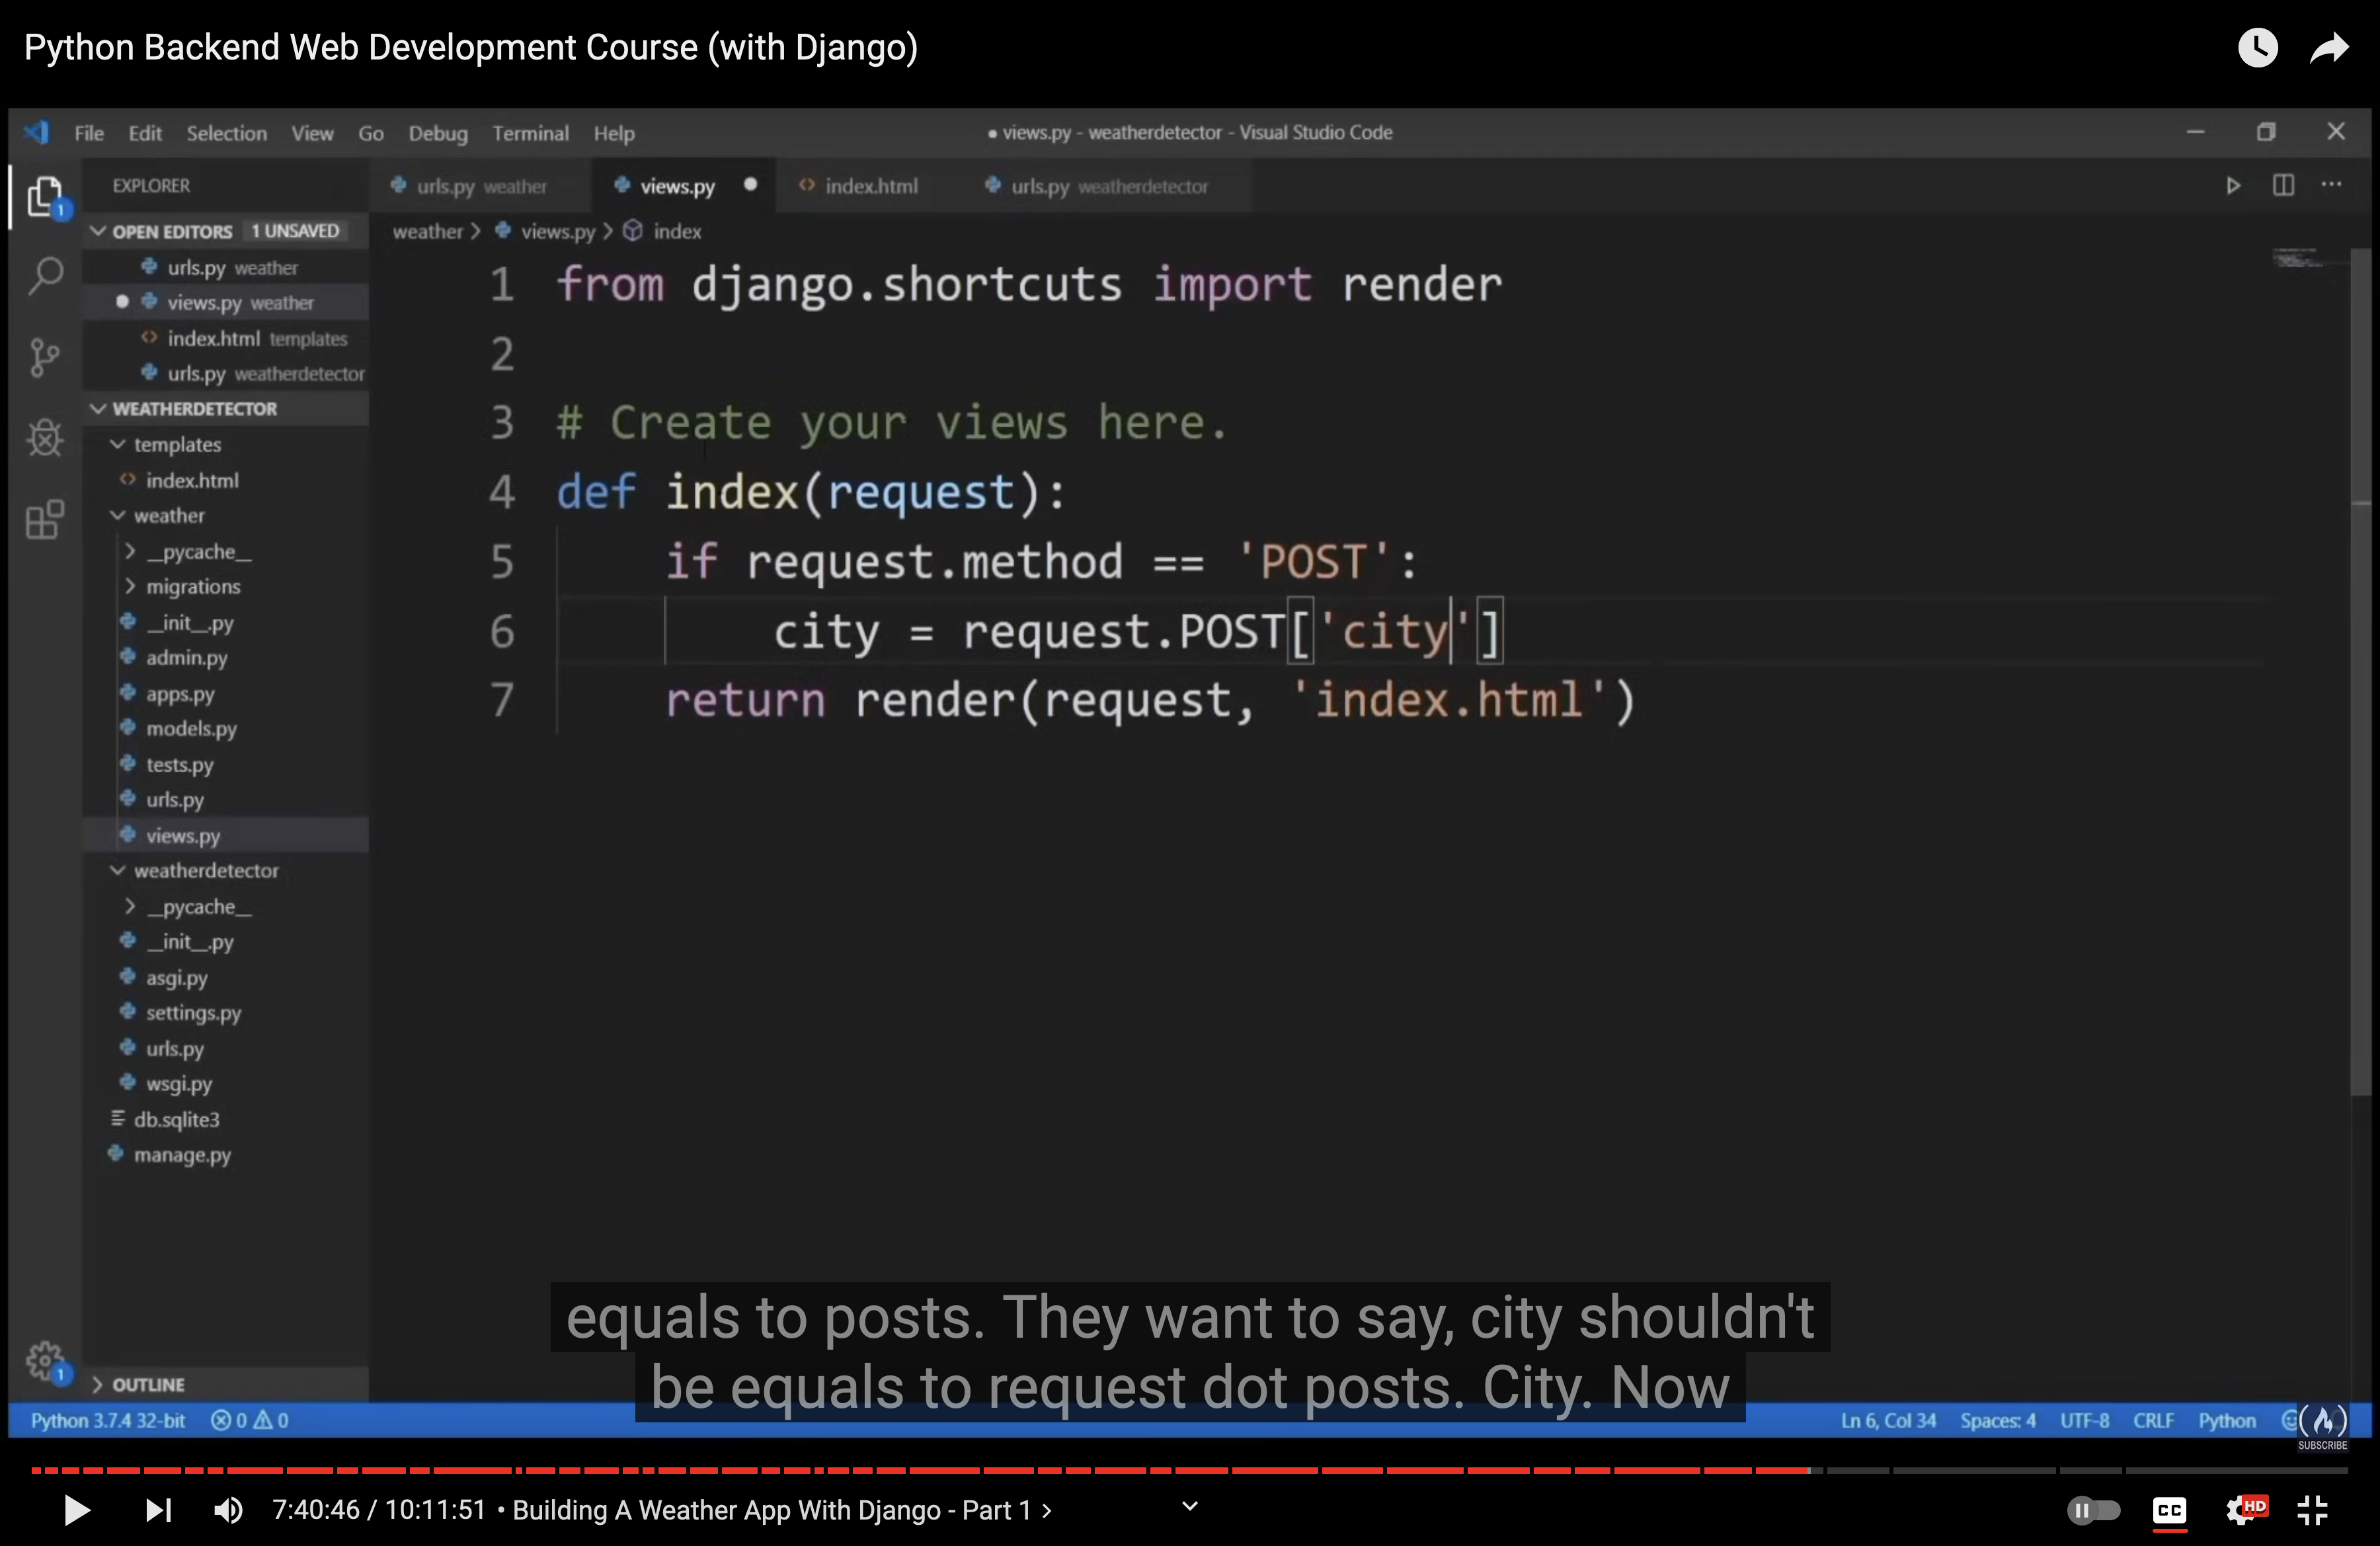 Python Backend Web Development Course (with Django)
File Edit Selection View Go Debug Terminal Help
● views.py - weatherdetector - Visual Studio Code
EXPLORER
OPEN EDITORS 1 UNSAVED
urls.py weather
views.py weather
index.html templates
urls.py weatherdetector
WEATHERDETECTOR
templates
index.html
weather
__pycache__
migrations
__init__.py
admin.py
apps.py
models.py
tests.py
urls.py
views.py
weatherdetector
__pycache__
__init__.py
asgi.py
settings.py
urls.py
wsgi.py
db.sqlite3
manage.py
OUTLINE
1
1
urls.py weather views.py index.html urls.py weatherdetector
weather > views.py > index
1 from django.shortcuts import render
2
3 # Create your views here.
4 def index(request):
5 if request.method == 'POST':
6 city = request.POST['city']
7 return render(request, 'index.html')
equals to posts. They want to say, city shouldn't
be equals to request dot posts. City. Now
Python 3.7.4 32-bit 0 0
Ln 6, Col 34 Spaces: 4 UTF-8 CRLF Python
SUBSCRIBE
7:40:46 / 10:11:51 • Building A Weather App With Django - Part 1 >
CC HD